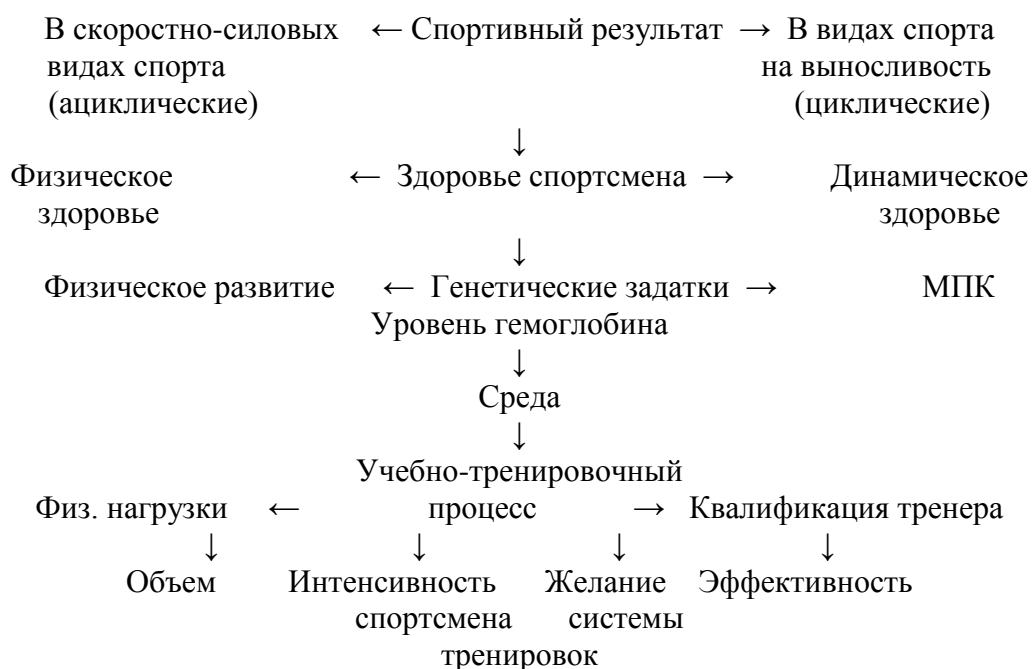 В скоростно-силовых ← Спортивный результат → В видах спорта
видах спорта на выносливость
(ациклические) (циклические)
↓
Физическое ← Здоровье спортсмена → Динамическое
здоровье здоровье
↓
Физическое развитие ← Генетические задатки → МПК
Уровень гемоглобина
↓
Среда
↓
Учебно-тренировочный
Физ. нагрузки ← процесс → Квалификация тренера
↓ ↓ ↓ ↓
Объем Интенсивность Желание Эффективность
спортсмена системы
тренировок